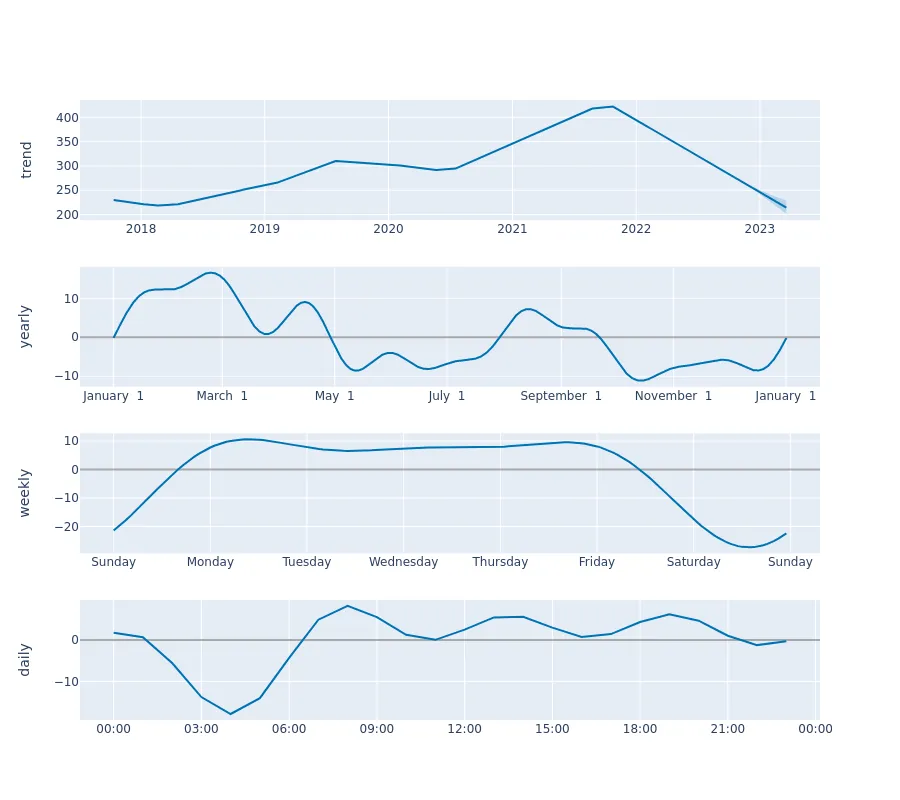 trend
400
350
300
250
200
2018 2019 2020 2021 2022 2023
yearly
10
0
−10
January 1 March 1 May 1 July 1 September 1 November 1 January 1
weekly
10
0
−10
−20
Sunday Monday Tuesday Wednesday Thursday Friday Saturday Sunday
daily
0
−10
00:00 03:00 06:00 09:00 12:00 15:00 18:00 21:00 00:00